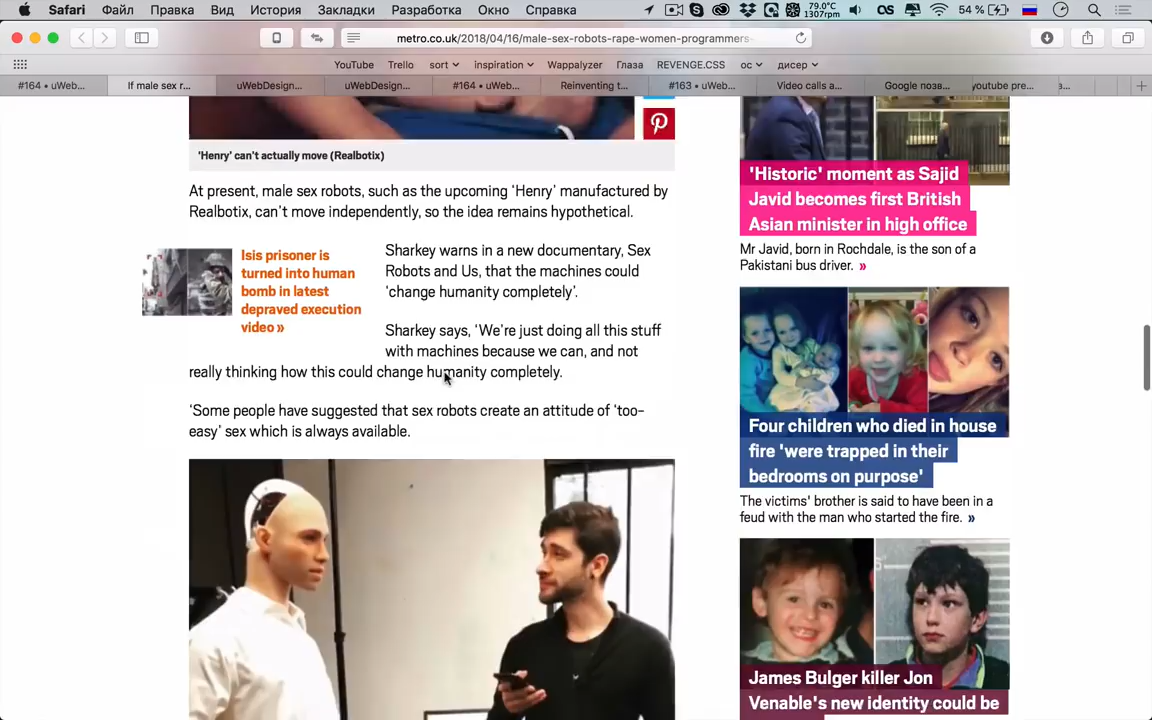 Safari Файл Правка Вид История Закладки Разработка Окно Справка 79.0°C 1307rpm 54 %
metro.co.uk/2018/04/16/male-sex-robots-rape-women-programmers-
YouTube Trello sort inspiration Wappalyzer Глаза REVENGE.CSS ос дисер
#164 • uWeb... If male sex r... uWebDesign... uWebDesign... #164 • uWeb... Reinventing t... #163 • uWeb... Video calls a... Google позв... youtube pre...
'Henry' can't actually move (Realbotix)
At present, male sex robots, such as the upcoming ‘Henry’ manufactured by
Realbotix, can’t move independently, so the idea remains hypothetical.
Isis prisoner is
turned into human
bomb in latest
depraved execution
video »
Sharkey warns in a new documentary, Sex
Robots and Us, that the machines could
‘change humanity completely’.
Sharkey says, ‘We’re just doing all this stuff
with machines because we can, and not
really thinking how this could change humanity completely.
‘Some people have suggested that sex robots create an attitude of ‘too-
easy’ sex which is always available.
'Historic' moment as Sajid
Javid becomes first British
Asian minister in high office
Mr Javid, born in Rochdale, is the son of a
Pakistani bus driver. »
Four children who died in house
fire 'were trapped in their
bedrooms on purpose'
The victims' brother is said to have been in a
feud with the man who started the fire. »
James Bulger killer Jon
Venable's new identity could be